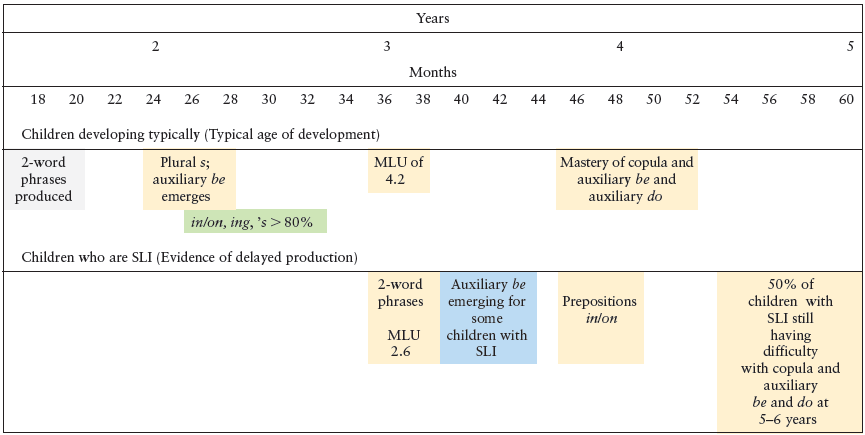 Years
2 3 4 5
Months
18 20 22 24 26 28 30 32 34 36 38 40 42 44 46 48 50 52 54 56 58 60
Children developing typically (Typical age of development)
2-word
phrases
produced
Plural s;
auxiliary be
emerges
MLU of
4.2
Mastery of copula and
auxiliary be and
auxiliary do
in/on, ing, 's > 80%
Children who are SLI (Evidence of delayed production)
2-word
phrases
MLU
2.6
Auxiliary be
emerging for
some
children with
SLI
Prepositions
in/on
50% of
children with
SLI still
having
difficulty
with copula and
auxiliary
be and do at
5–6 years